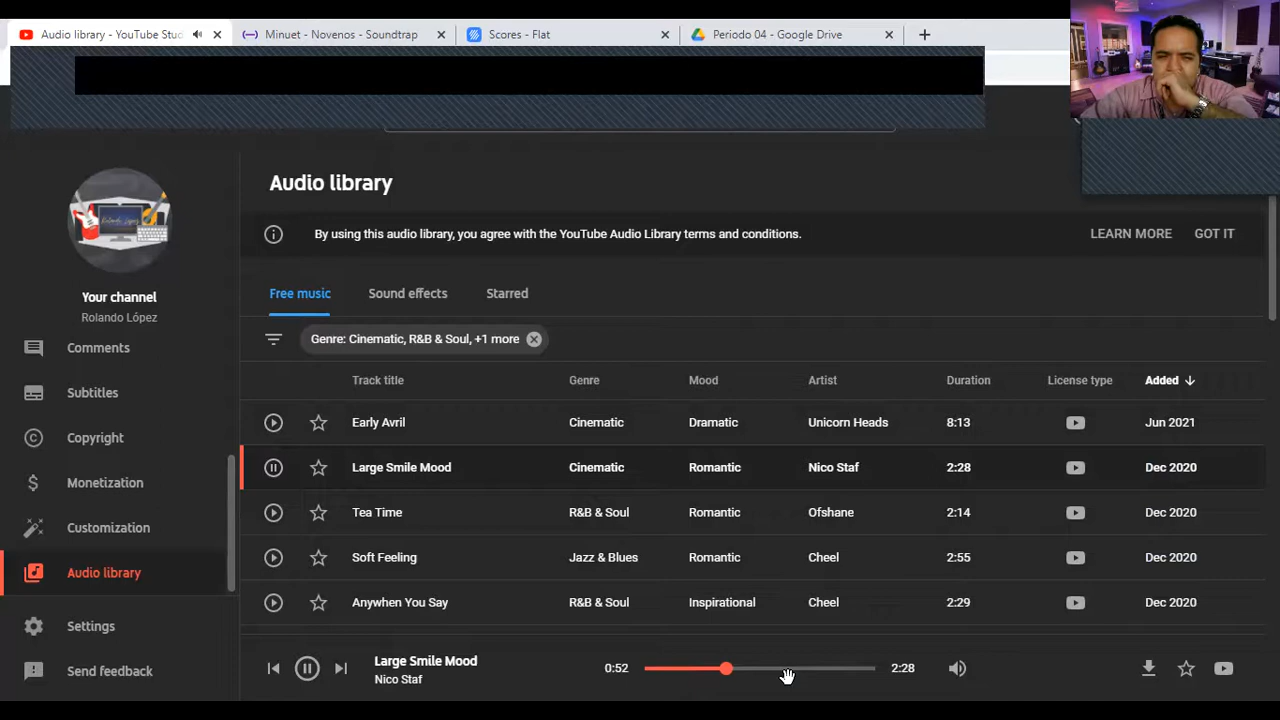 Audio library - YouTube Stud
Minuet - Novenos - Soundtrap
Scores - Flat
Periodo 04 - Google Drive
Audio library
By using this audio library, you agree with the YouTube Audio Library terms and conditions.
LEARN MORE
GOT IT
Free music
Sound effects
Starred
Genre: Cinematic, R&B & Soul, +1 more
Your channel
Rolando López
Comments
Subtitles
Copyright
Monetization
Customization
Audio library
Settings
Send feedback
Track title Genre Mood Artist Duration License type Added
Early Avril Cinematic Dramatic Unicorn Heads 8:13 Jun 2021
Large Smile Mood Cinematic Romantic Nico Staf 2:28 Dec 2020
Tea Time R&B & Soul Romantic Ofshane 2:14 Dec 2020
Soft Feeling Jazz & Blues Romantic Cheel 2:55 Dec 2020
Anywhen You Say R&B & Soul Inspirational Cheel 2:29 Dec 2020
Large Smile Mood
Nico Staf
0:52
2:28